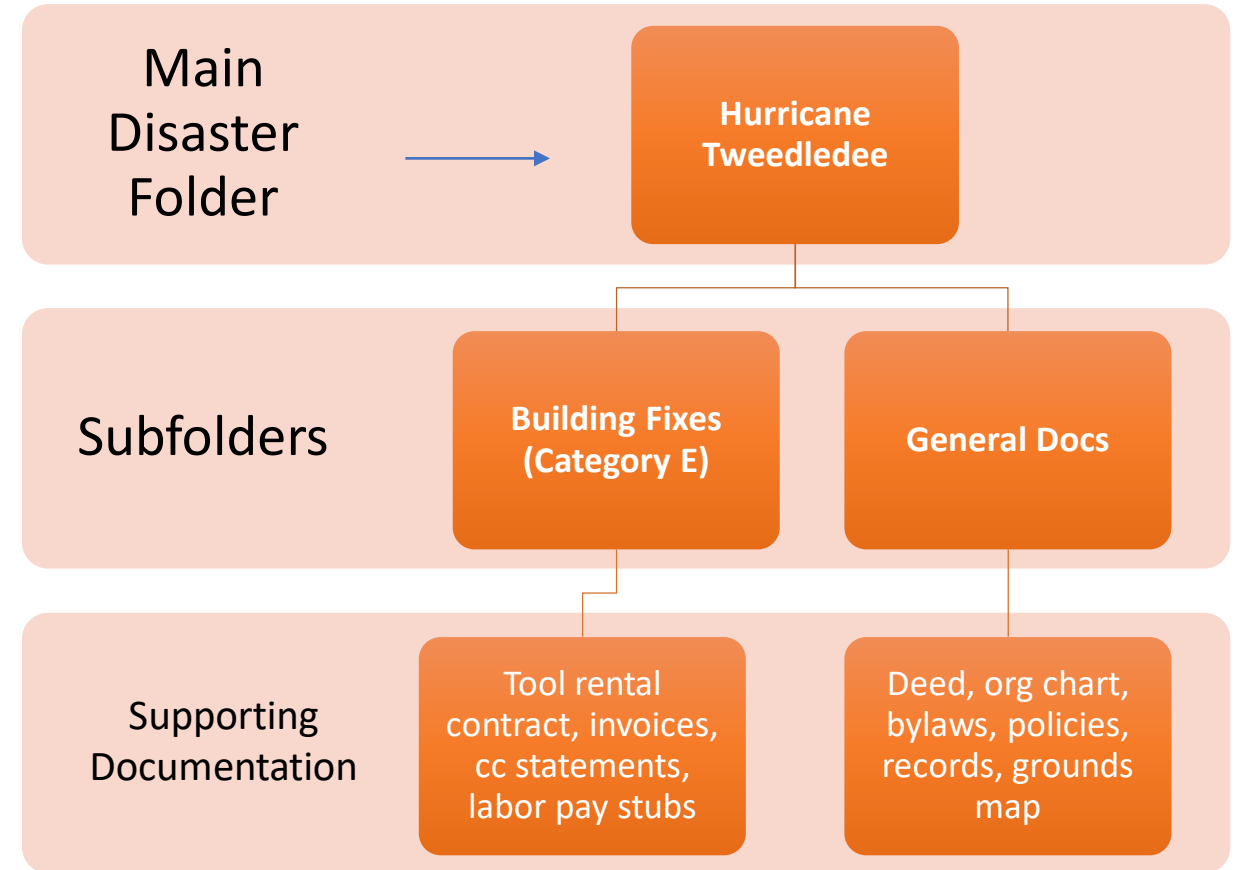 Main
Disaster
Folder
Hurricane
Tweedledee
Subfolders
Building Fixes
(Category E)
General Docs
Supporting
Documentation
Tool rental
contract, invoices,
cc statements,
labor pay stubs
Deed, org chart,
bylaws, policies,
records, grounds
map